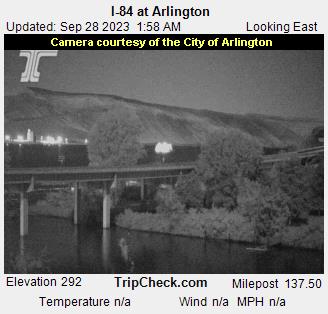 I-84 at Arlington
Updated: Sep 28 2023 1:58 AM Looking East
Camera courtesy of the City of Arlington
Elevation 292 TripCheck.com Milepost 137.50
Temperature n/a Wind n/a MPH n/a